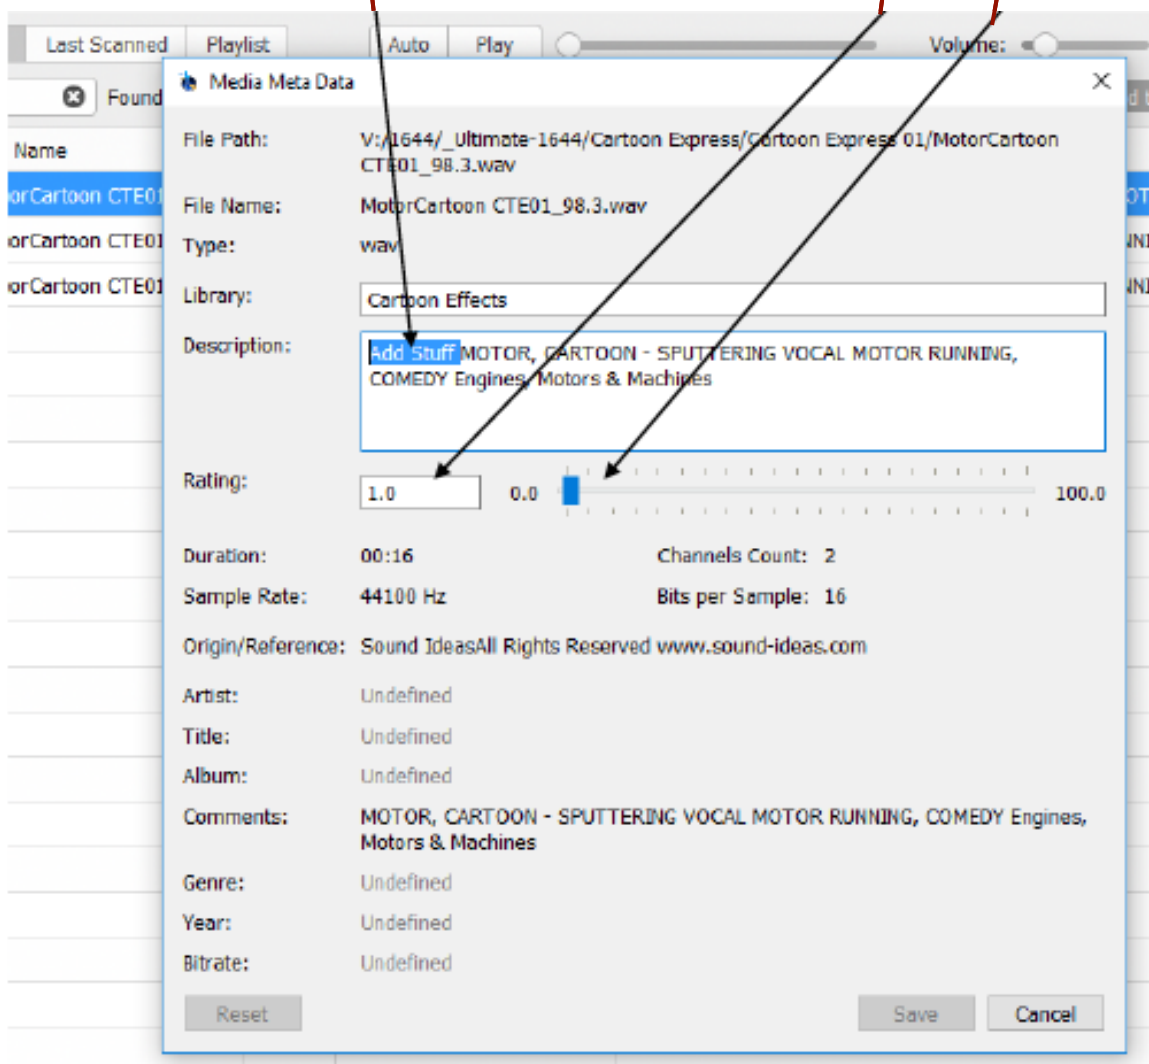 Last Scanned Playlist Auto Play Volume:
Found
Media Meta Data
Name
File Path: V:/1644/_Ultimate-1644/Cartoon Express/Cartoon Express 01/MotorCartoon
CTE01_98.3.wav
orCartoon CTE01
File Name: MotorCartoon CTE01_98.3.wav
orCartoon CTE01
Type: wav
orCartoon CTE01
Library: Cartoon Effects
Description: Add Stuff MOTOR, CARTOON - SPUTTERING VOCAL MOTOR RUNNING,
COMEDY Engines, Motors & Machines
Rating: 1.0 0.0 100.0
Duration: 00:16 Channels Count: 2
Sample Rate: 44100 Hz Bits per Sample: 16
Origin/Reference: Sound IdeasAll Rights Reserved www.sound-ideas.com
Artist: Undefined
Title: Undefined
Album: Undefined
Comments: MOTOR, CARTOON - SPUTTERING VOCAL MOTOR RUNNING, COMEDY Engines,
Motors & Machines
Genre: Undefined
Year: Undefined
Bitrate: Undefined
Reset Save Cancel